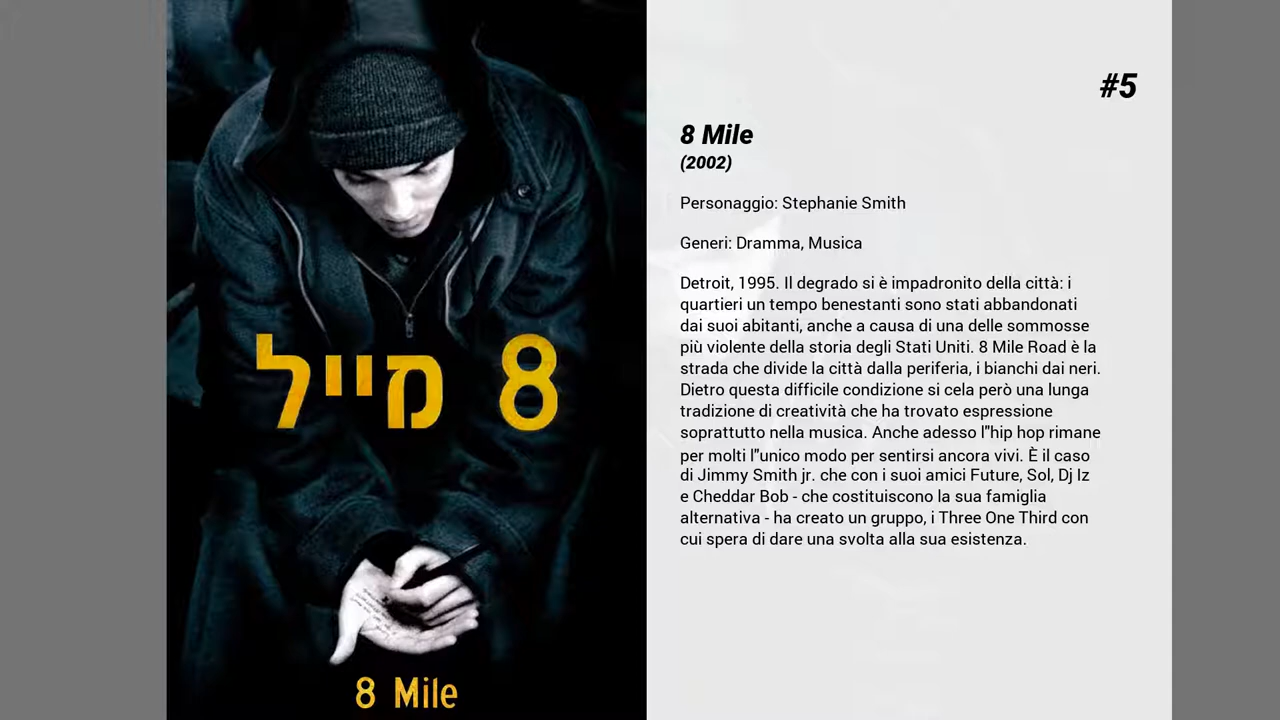 8 מייל
8 Mile
#5
8 Mile
(2002)
Personaggio: Stephanie Smith
Generi: Dramma, Musica
Detroit, 1995. Il degrado si è impadronito della città: i
quartieri un tempo benestanti sono stati abbandonati
dai suoi abitanti, anche a causa di una delle sommosse
più violente della storia degli Stati Uniti. 8 Mile Road è la
strada che divide la città dalla periferia, i bianchi dai neri.
Dietro questa difficile condizione si cela però una lunga
tradizione di creatività che ha trovato espressione
soprattutto nella musica. Anche adesso l"hip hop rimane
per molti l"unico modo per sentirsi ancora vivi. È il caso
di Jimmy Smith jr. che con i suoi amici Future, Sol, Dj Iz
e Cheddar Bob - che costituiscono la sua famiglia
alternativa - ha creato un gruppo, i Three One Third con
cui spera di dare una svolta alla sua esistenza.